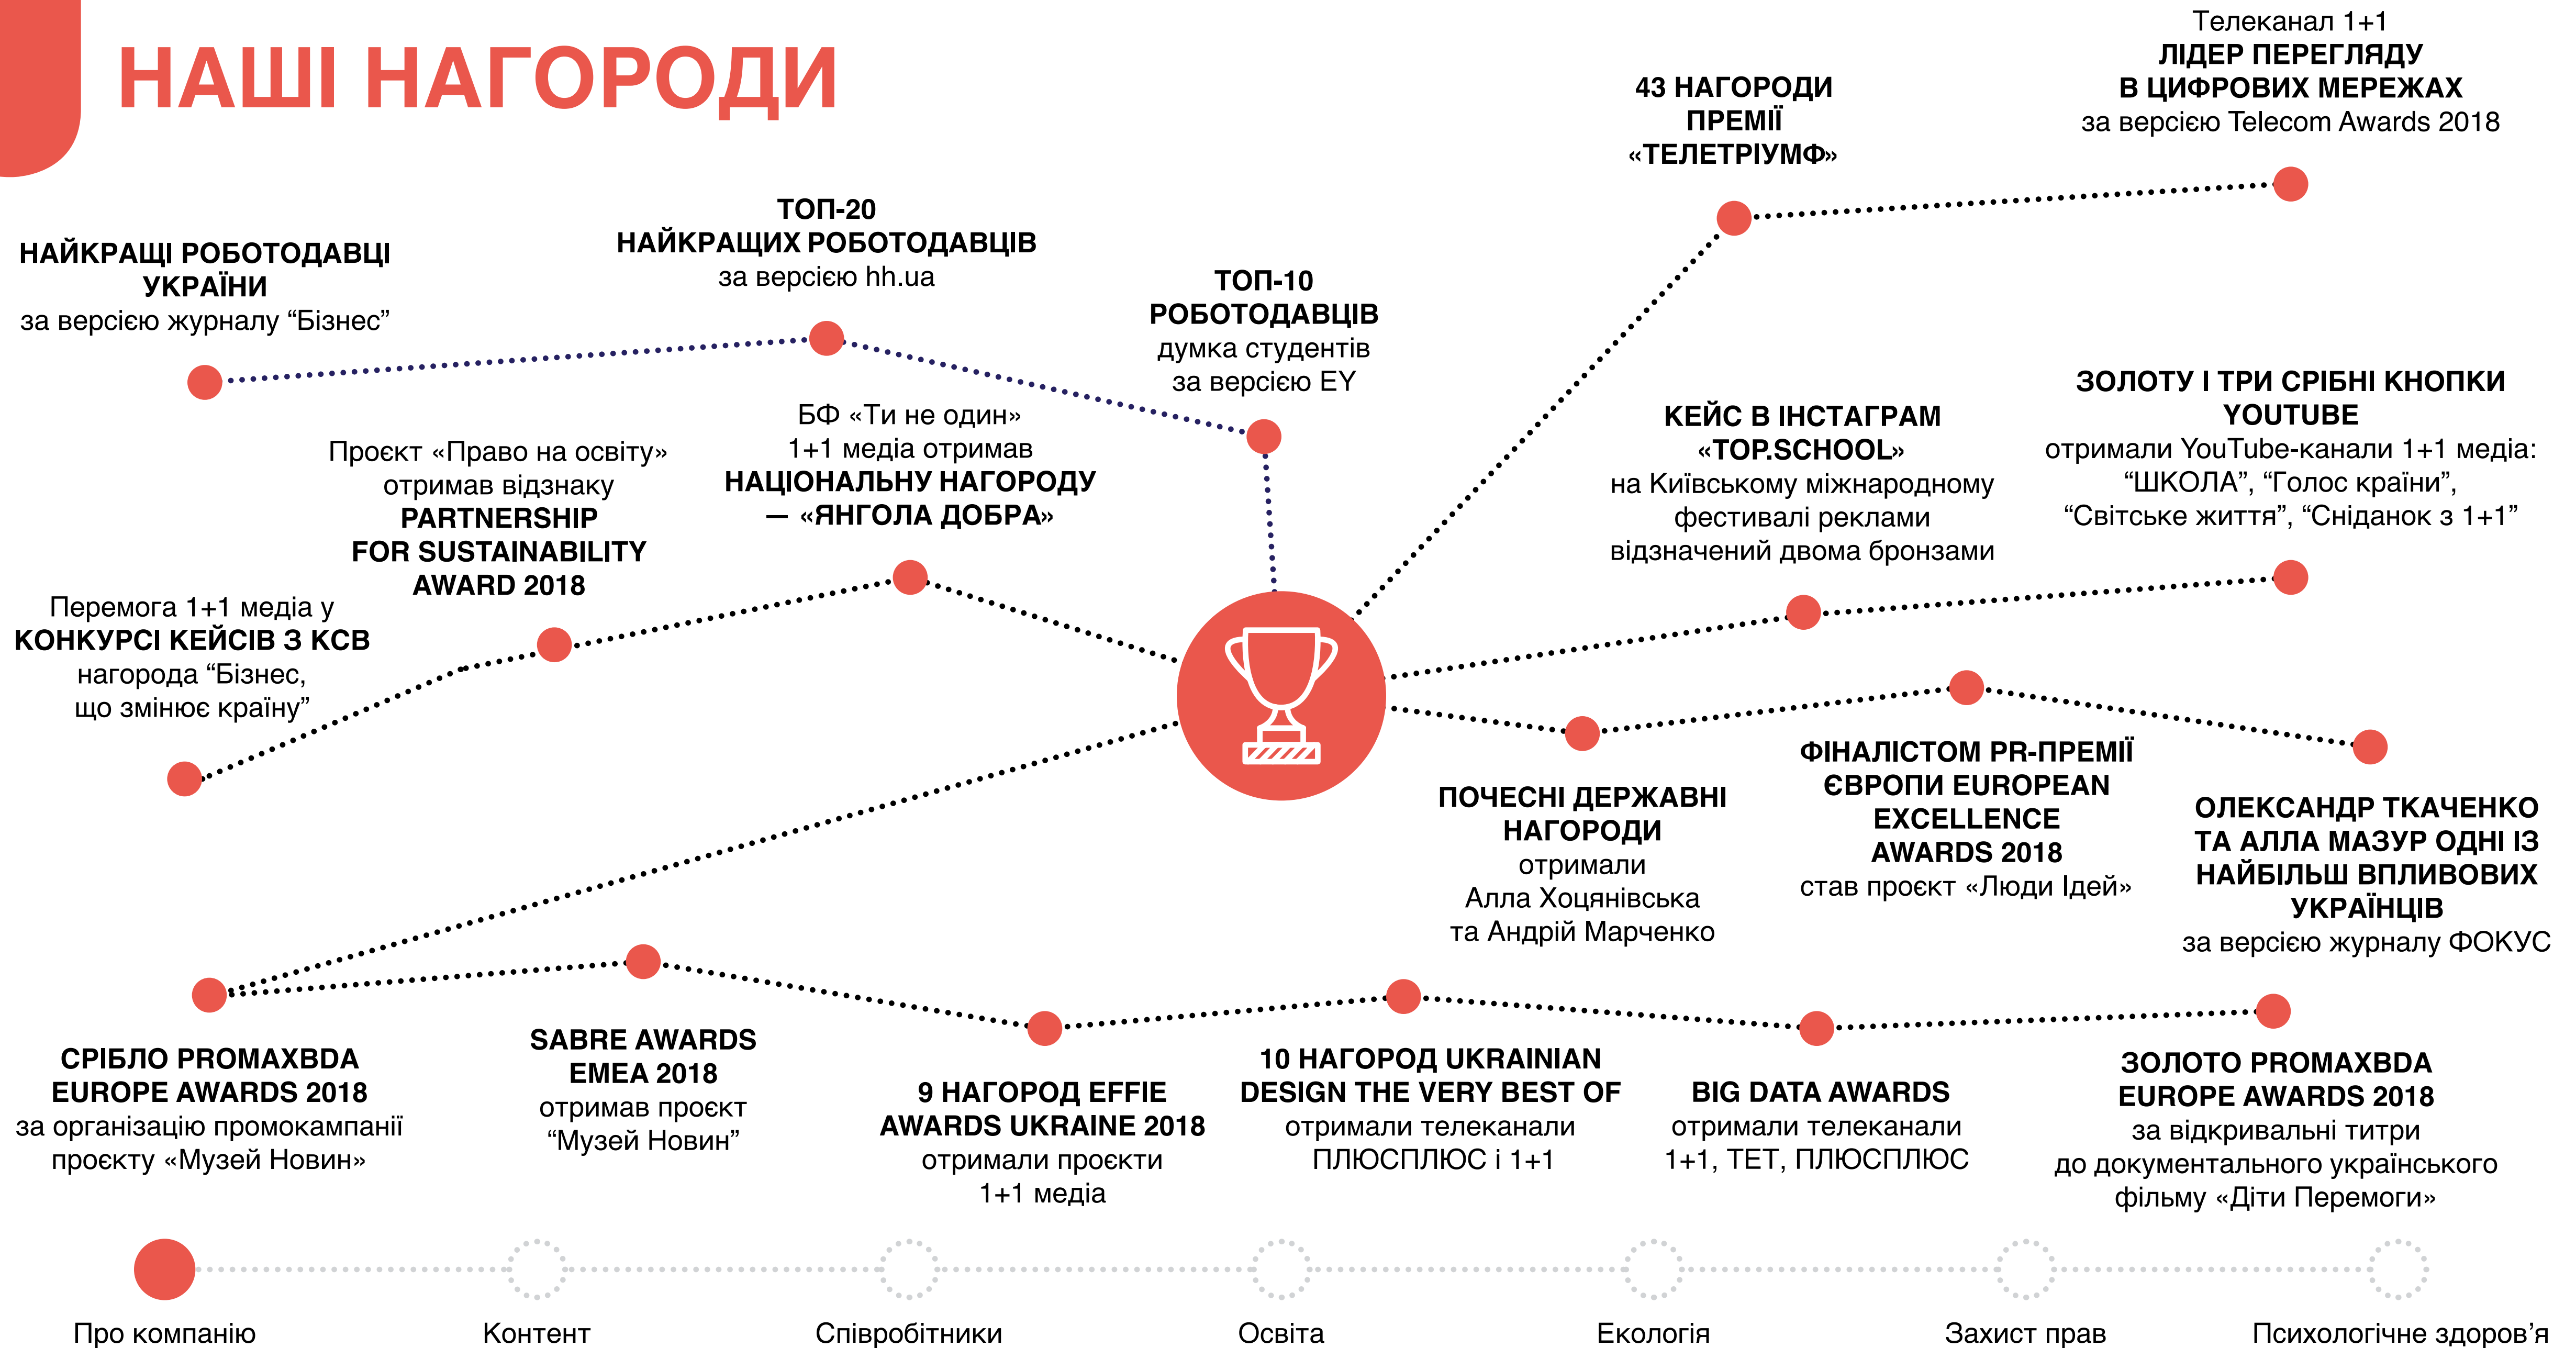 НАШІ НАГОРОДИ
Телеканал 1+1
ЛІДЕР ПЕРЕГЛЯДУ
В ЦИФРОВИХ МЕРЕЖАХ
за версією Telecom Awards 2018
43 НАГОРОДИ
ПРЕМІЇ
«ТЕЛЕТРІУМФ»
НАЙКРАЩІ РОБОТОДАВЦІ
УКРАЇНИ
за версією журналу “Бізнес”
ТОП-20
НАЙКРАЩИХ РОБОТОДАВЦІВ
за версією hh.ua
ТОП-10
РОБОТОДАВЦІВ
думка студентів
за версією EY
Перемога 1+1 медіа у
КОНКУРСІ КЕЙСІВ З КСВ
нагорода “Бізнес,
що змінює країну”
Проєкт «Право на освіту»
отримав відзнаку
PARTNERSHIP
FOR SUSTAINABILITY
AWARD 2018
БФ «Ти не один»
1+1 медіа отримав
НАЦІОНАЛЬНУ НАГОРОДУ
— «ЯНГОЛА ДОБРА»
КЕЙС В ІНСТАГРАМ
«TOP.SCHOOL»
на Київському міжнародному
фестивалі реклами
відзначений двома бронзами
ЗОЛОТУ І ТРИ СРІБНІ КНОПКИ
YOUTUBE
отримали YouTube-канали 1+1 медіа:
“ШКОЛА”, “Голос країни”,
“Світське життя”, “Сніданок з 1+1”
ПОЧЕСНІ ДЕРЖАВНІ
НАГОРОДИ
отримали
Алла Хоцянівська
та Андрій Марченко
ФІНАЛІСТОМ PR-ПРЕМІЇ
ЄВРОПИ EUROPEAN
EXCELLENCE
AWARDS 2018
став проєкт «Люди Ідей»
ОЛЕКСАНДР ТКАЧЕНКО
ТА АЛЛА МАЗУР ОДНІ ІЗ
НАЙБІЛЬШ ВПЛИВОВИХ
УКРАЇНЦІВ
за версією журналу ФОКУС
СРІБЛО PROMAXBDA
EUROPE AWARDS 2018
за організацію промокампанії
проєкту «Музей Новин»
SABRE AWARDS
EMEA 2018
отримав проєкт
“Музей Новин”
9 НАГОРОД EFFIE
AWARDS UKRAINE 2018
отримали проєкти
1+1 медіа
10 НАГОРОД UKRAINIAN
DESIGN THE VERY BEST OF
отримали телеканали
ПЛЮСПЛЮС і 1+1
BIG DATA AWARDS
отримали телеканали
1+1, ТЕТ, ПЛЮСПЛЮС
ЗОЛОТО PROMAXBDA
EUROPE AWARDS 2018
за відкривальні титри
до документального українського
фільму «Діти Перемоги»
Про компанію
Контент
Співробітники
Освіта
Екологія
Захист прав
Психологічне здоров’я